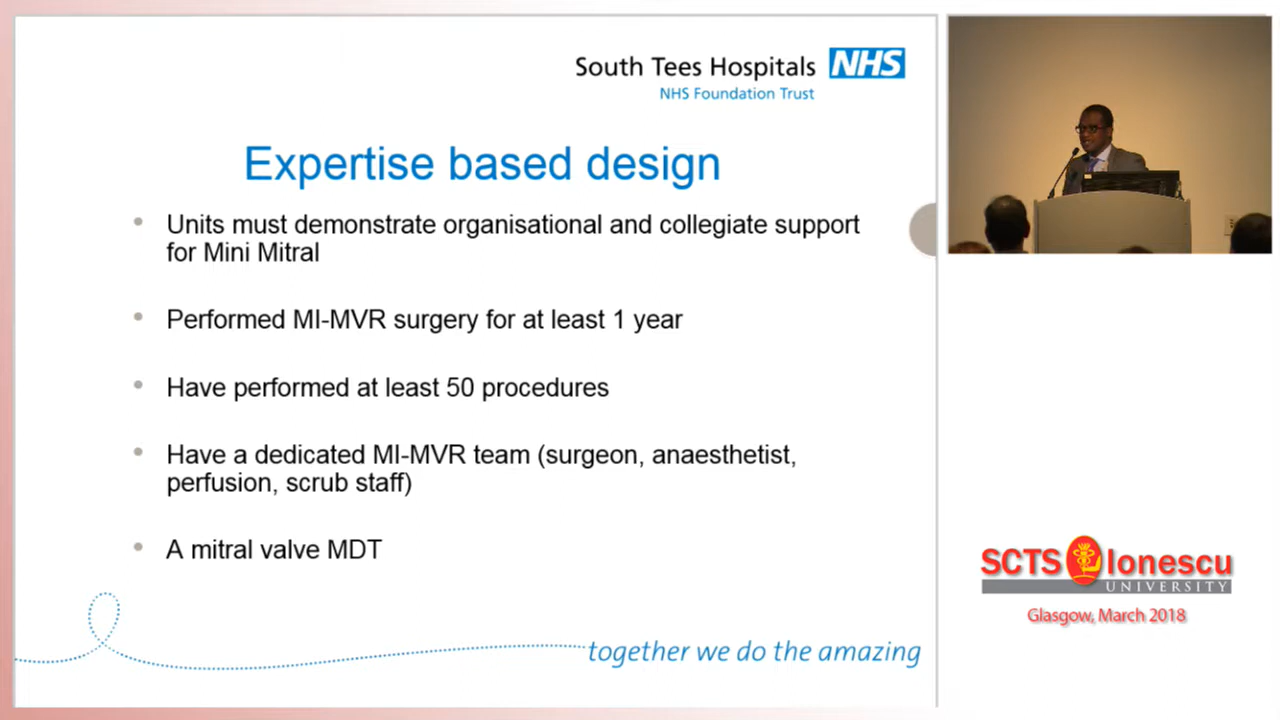 South Tees Hospitals NHS
NHS Foundation Trust
Expertise based design
Units must demonstrate organisational and collegiate support
for Mini Mitral
Performed MI-MVR surgery for at least 1 year
Have performed at least 50 procedures
Have a dedicated MI-MVR team (surgeon, anaesthetist,
perfusion, scrub staff)
A mitral valve MDT
together we do the amazing
SCTS Ionescu
UNIVERSITY
Glasgow, March 2018